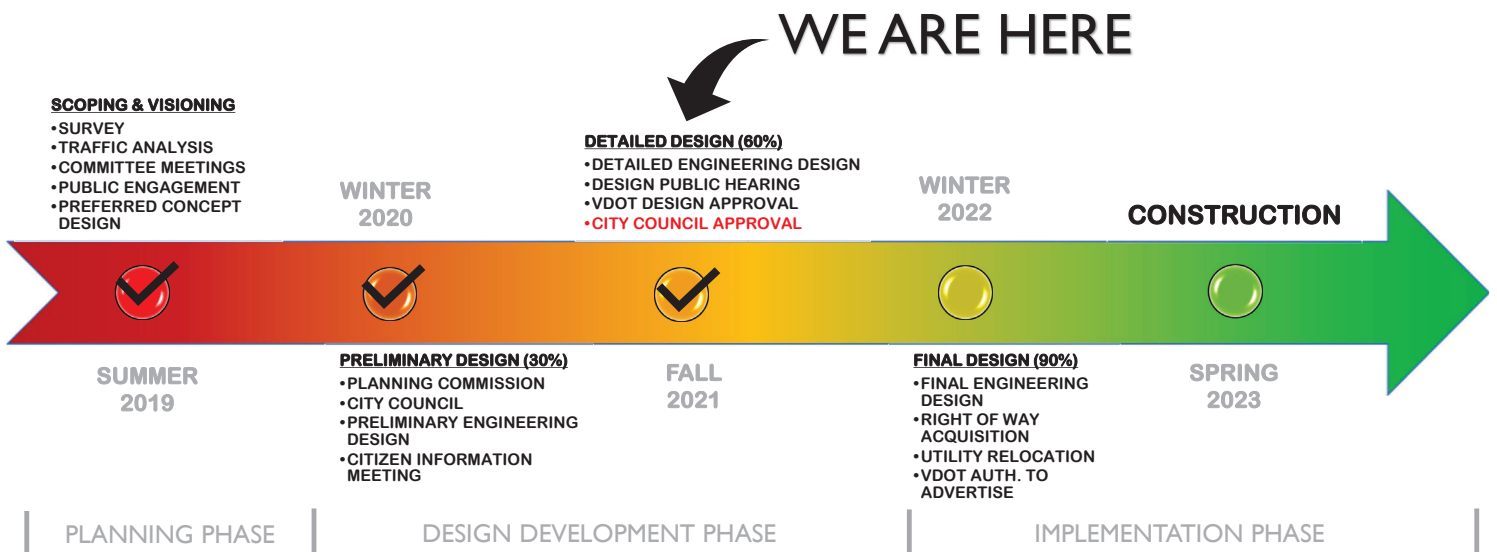 WE ARE HERE
SCOPING & VISIONING
•SURVEY
•TRAFFIC ANALYSIS
•COMMITTEE MEETINGS
•PUBLIC ENGAGEMENT
•PREFERRED CONCEPT
DESIGN
WINTER
2020
DETAILED DESIGN (60%)
•DETAILED ENGINEERING DESIGN
•DESIGN PUBLIC HEARING
•VDOT DESIGN APPROVAL
•CITY COUNCIL APPROVAL
WINTER
2022
CONSTRUCTION
SUMMER
2019
PRELIMINARY DESIGN (30%)
•PLANNING COMMISSION
•CITY COUNCIL
•PRELIMINARY ENGINEERING
DESIGN
•CITIZEN INFORMATION
MEETING
FALL
2021
FINAL DESIGN (90%)
•FINAL ENGINEERING
DESIGN
•RIGHT OF WAY
ACQUISITION
•UTILITY RELOCATION
•VDOT AUTH. TO
ADVERTISE
SPRING
2023
PLANNING PHASE
DESIGN DEVELOPMENT PHASE
IMPLEMENTATION PHASE